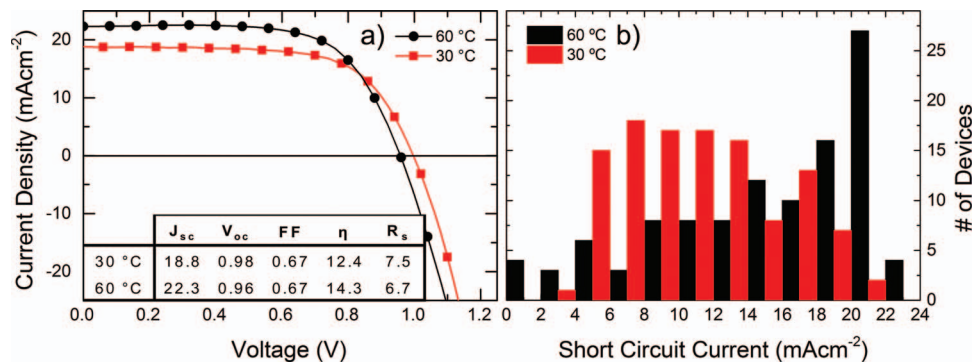 a)
60 °C
30 °C
Current Density (mAcm⁻²)
20
10
0
-10
-20
J_sc V_oc FF η R_s
30 °C 18.8 0.98 0.67 12.4 7.5
60 °C 22.3 0.96 0.67 14.3 6.7
0.0 0.2 0.4 0.6 0.8 1.0 1.2
Voltage (V)
60 ºC
30 ºC
b)
25
20
15
10
5
0
# of Devices
0 2 4 6 8 10 12 14 16 18 20 22 24
Short Circuit Current (mAcm⁻²)